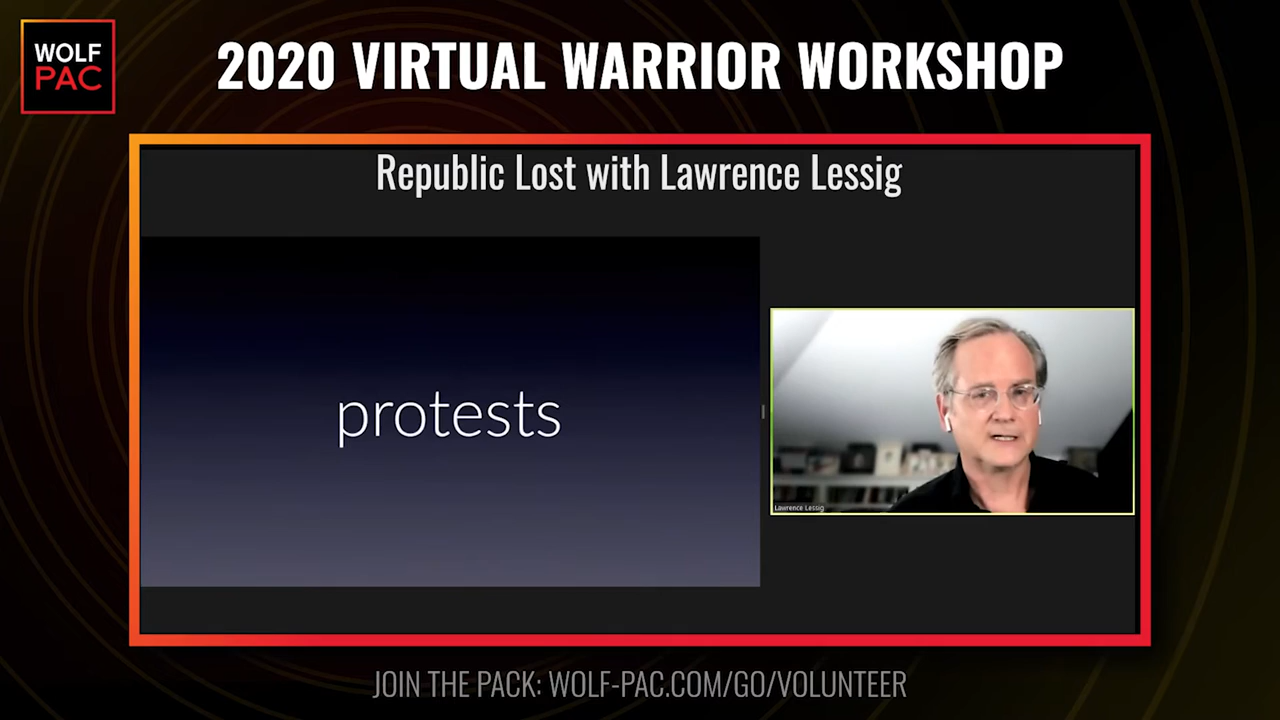 WOLF
PAC
2020 VIRTUAL WARRIOR WORKSHOP
Republic Lost with Lawrence Lessig
protests
Lawrence Lessig
JOIN THE PACK: WOLF-PAC.COM/GO/VOLUNTEER